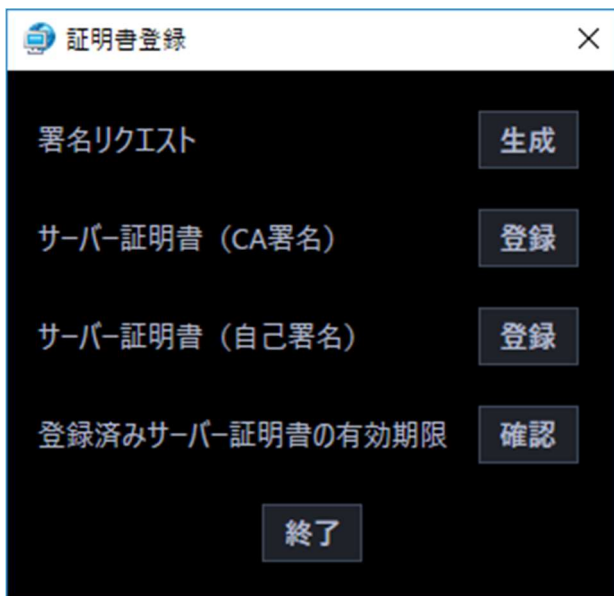 証明書登録
署名リクエスト 生成
サーバー証明書（CA署名） 登録
サーバー証明書（自己署名） 登録
登録済みサーバー証明書の有効期限 確認
終了